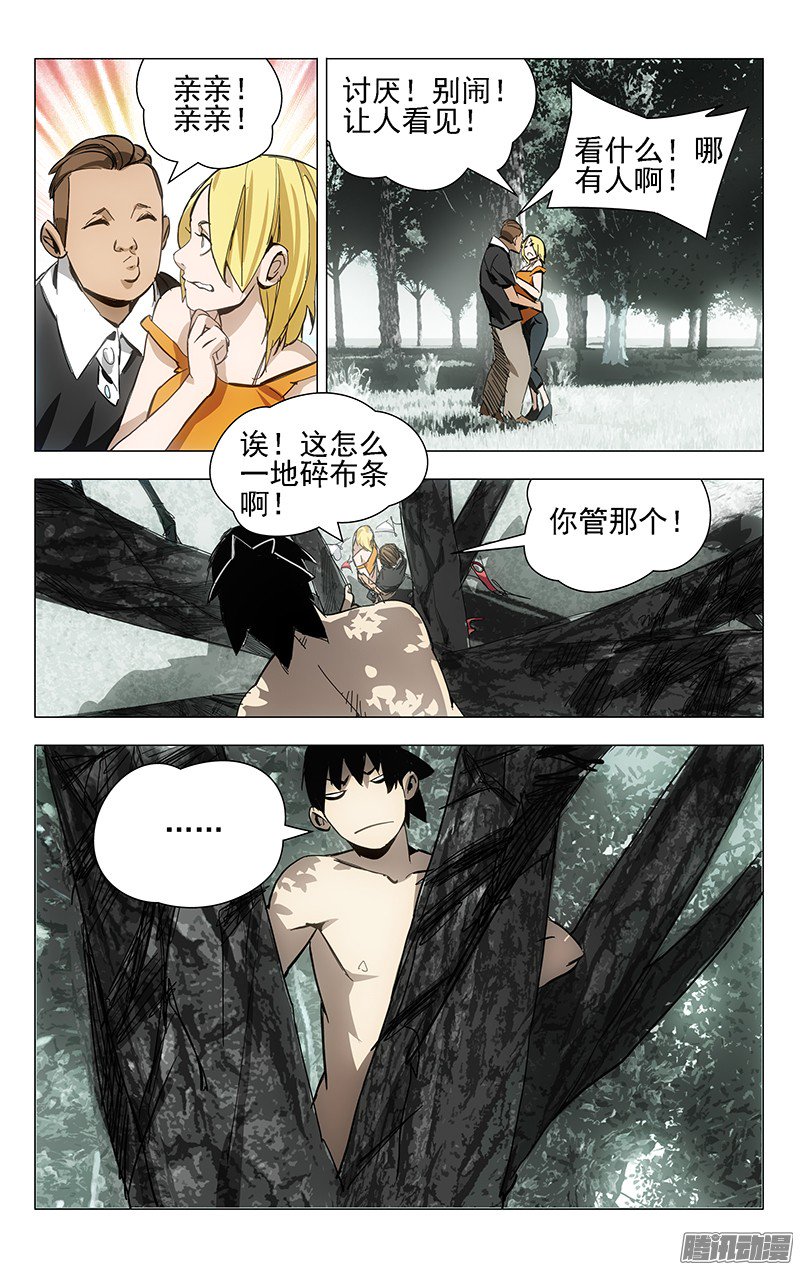 亲亲！
亲亲！
讨厌！别闹！
让人看见！
看什么！哪
有人啊！
诶！这怎么
一地碎布条
啊！
你管那个！
……
腾讯动漫